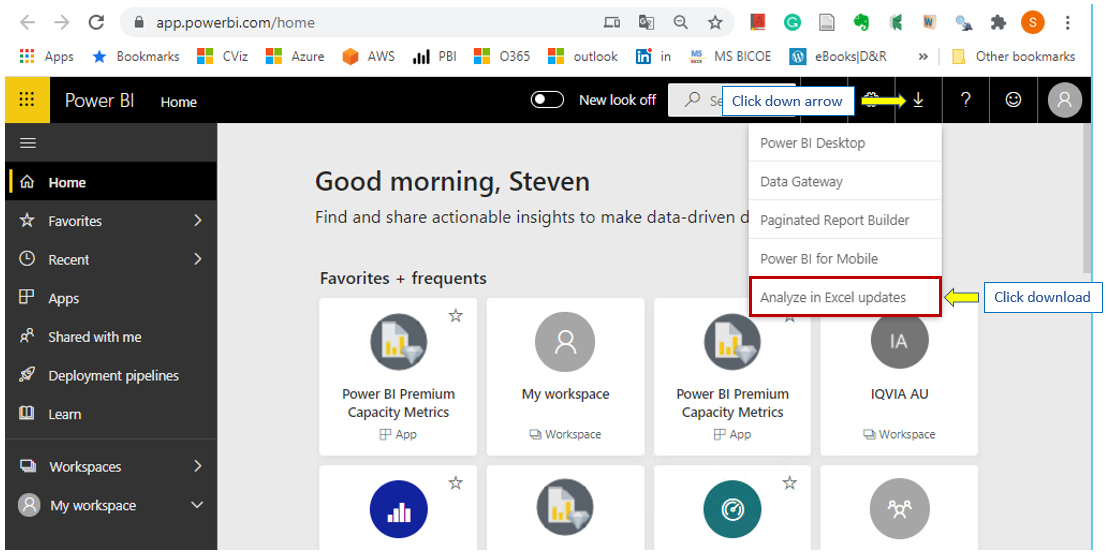 app.powerbi.com/home
S
Apps
Bookmarks
CViz
Azure
AWS
PBI
O365
outlook
in
MS BICOE
eBooks|D&R
»
Other bookmarks
Power BI
Home
New look off
Se
Click down arrow
?
Home
Favorites
Recent
Apps
Shared with me
Deployment pipelines
Learn
Workspaces
My workspace
Good morning, Steven
Find and share actionable insights to make data-driven d
Power BI Desktop
Data Gateway
Paginated Report Builder
Power BI for Mobile
Analyze in Excel updates
Click download
Favorites + frequents
Power BI Premium
Capacity Metrics
App
My workspace
Workspace
Power BI Premium
Capacity Metrics
App
IA
IQVIA AU
Workspace